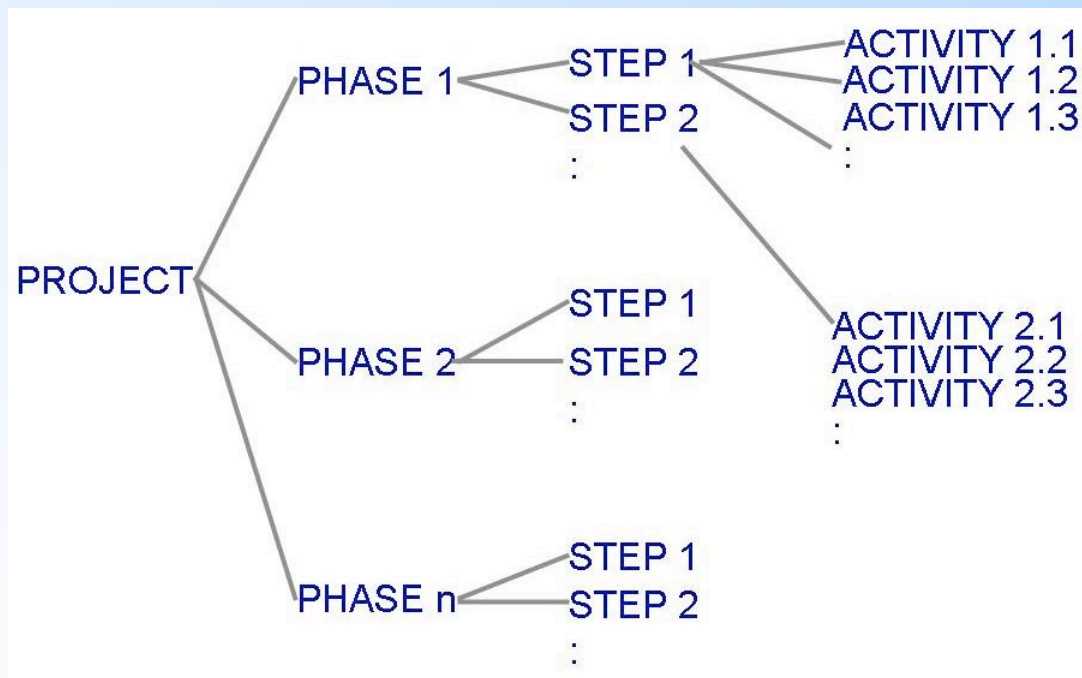 PROJECT
PHASE 1
STEP 1
ACTIVITY 1.1
ACTIVITY 1.2
ACTIVITY 1.3
:
STEP 2
:
ACTIVITY 2.1
ACTIVITY 2.2
ACTIVITY 2.3
:
PHASE 2
STEP 1
STEP 2
:
PHASE n
STEP 1
STEP 2
: